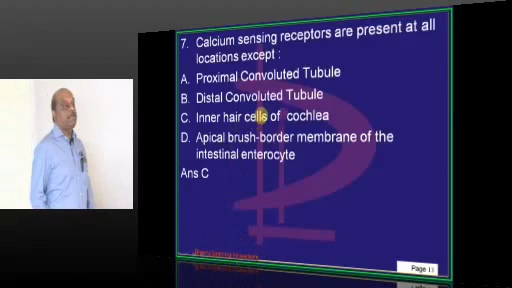 7. Calcium sensing receptors are present at all
locations except :
A. Proximal Convoluted Tubule
B. Distal Convoluted Tubule
C. Inner hair cells of cochlea
D. Apical brush-border membrane of the
intestinal enterocyte
Ans C
Page 11